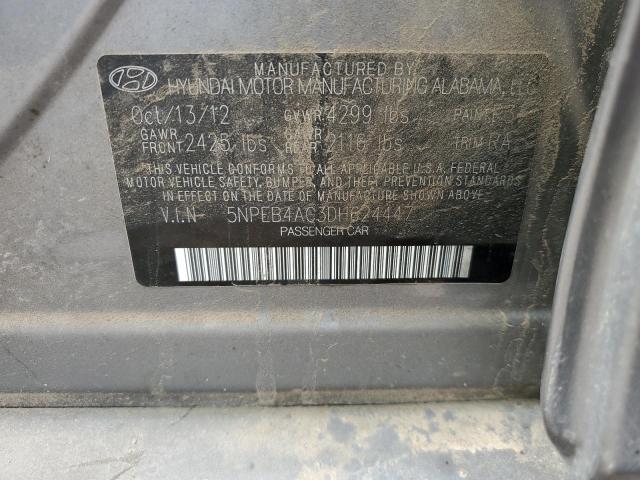 MANUFACTURED BY
HYUNDAI MOTOR MANUFACTURING ALABAMA, LLC
Oct/13/12 GVWR 4299 lbs. PAINT
GAWR FRONT 2425 lbs GAWR REAR 2116 lbs. TRIM RA
THIS VEHICLE CONFORMS TO ALL APPLICABLE U.S.A. FEDERAL
MOTOR VEHICLE SAFETY, BUMPER, AND THEFT PREVENTION STANDARDS
IN EFFECT ON THE DATE OF MANUFACTURE SHOWN ABOVE.
V.I.N 5NPEB4AC3DH624447
PASSENGER CAR